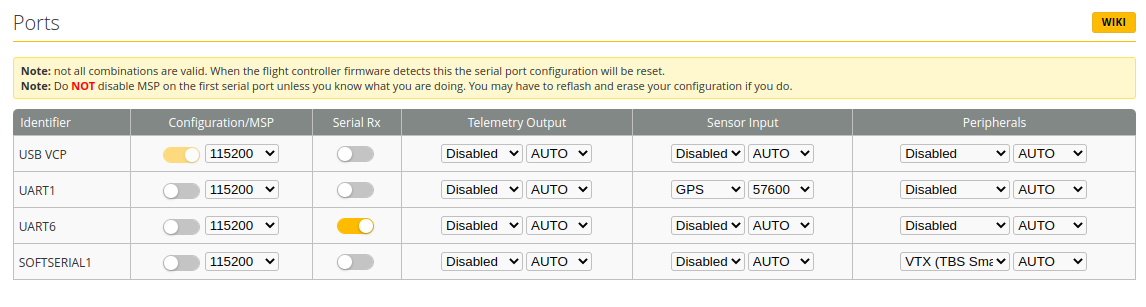 Ports WIKI
Note: not all combinations are valid. When the flight controller firmware detects this the serial port configuration will be reset.
Note: Do NOT disable MSP on the first serial port unless you know what you are doing. You may have to reflash and erase your configuration if you do.
Identifier Configuration/MSP Serial Rx Telemetry Output Sensor Input Peripherals
USB VCP 115200 Disabled AUTO Disabled AUTO Disabled AUTO
UART1 115200 Disabled AUTO GPS 57600 Disabled AUTO
UART6 115200 Disabled AUTO Disabled AUTO Disabled AUTO
SOFTSERIAL1 115200 Disabled AUTO Disabled AUTO VTX (TBS Sma AUTO